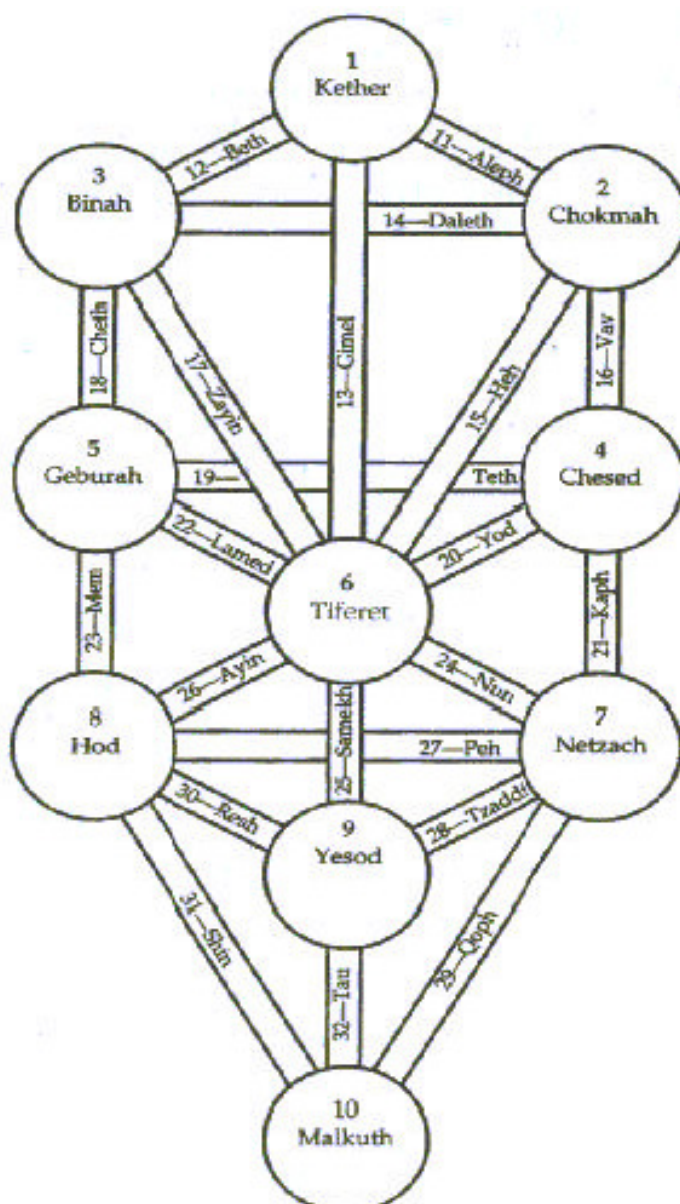 1
Kether
12—Beth
11—Aleph
3
Binah
2
Chokmah
14—Daleth
13—Gimel
18—Cheth
17—Zayin
15—Heh
16—Vav
5
Geburah
4
Chesed
19—
Teth
22—Lamed
20—Yod
6
Tiferet
23—Mem
21—Kaph
26—Ayin
24—Nun
8
Hod
7
Netzach
25—Samekh
27—Peh
30—Resh
28—Tzaddi
9
Yesod
31—Shin
29—Qoph
32—Tau
10
Malkuth